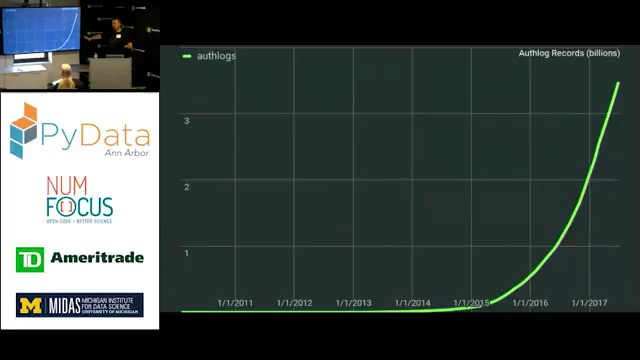 PyData
Ann Arbor
NUM
FOCUS
OPEN CODE = BETTER SCIENCE
TD Ameritrade
M MIDAS
MICHIGAN INSTITUTE
FOR DATA SCIENCE
UNIVERSITY OF MICHIGAN
authlogs
Authlog Records (billions)
3
2
1
1/1/2011
1/1/2012
1/1/2013
1/1/2014
1/1/2015
1/1/2016
1/1/2017